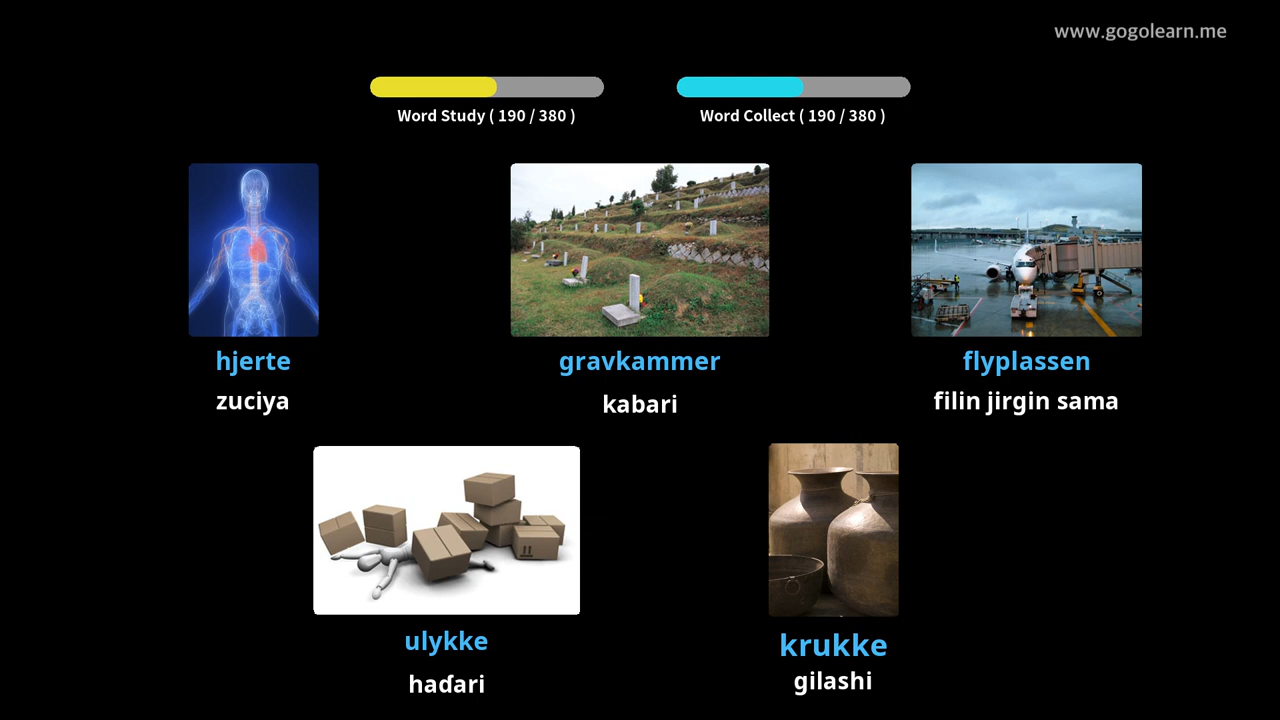 www.gogolearn.me
Word Study ( 190 / 380 )
Word Collect ( 190 / 380 )
hjerte
zuciya
gravkammer
kabari
flyplassen
filin jirgin sama
ulykke
haɗari
krukke
gilashi